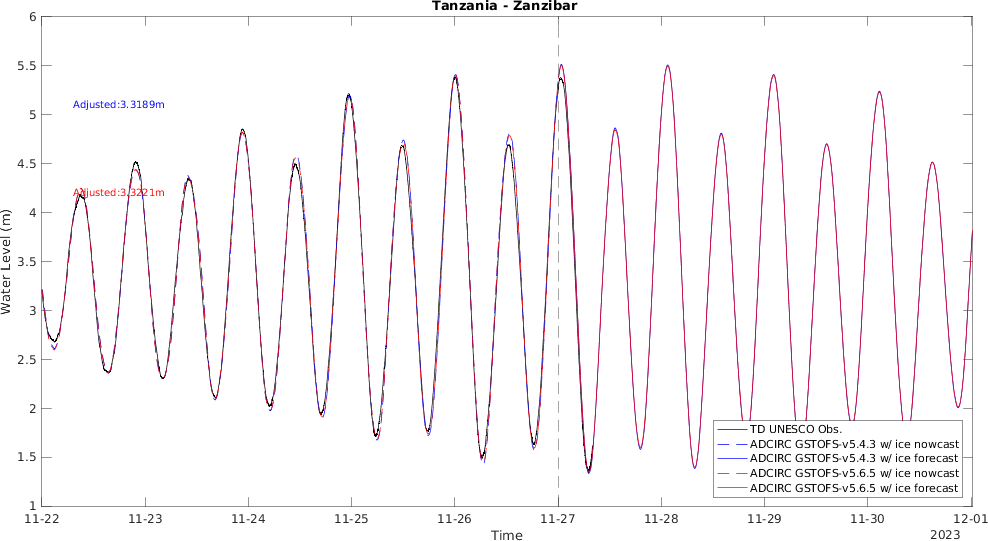 Tanzania - Zanzibar
6
5.5
5
4.5
4
3.5
3
2.5
2
1.5
1
Water Level (m)
Adjusted:3.3189m
Adjusted:3.3221m
TD UNESCO Obs.
ADCIRC GSTOFS-v5.4.3 w/ ice nowcast
ADCIRC GSTOFS-v5.4.3 w/ ice forecast
ADCIRC GSTOFS-v5.6.5 w/ ice nowcast
ADCIRC GSTOFS-v5.6.5 w/ ice forecast
11-22 11-23 11-24 11-25 11-26 11-27 11-28 11-29 11-30 12-01
Time
2023